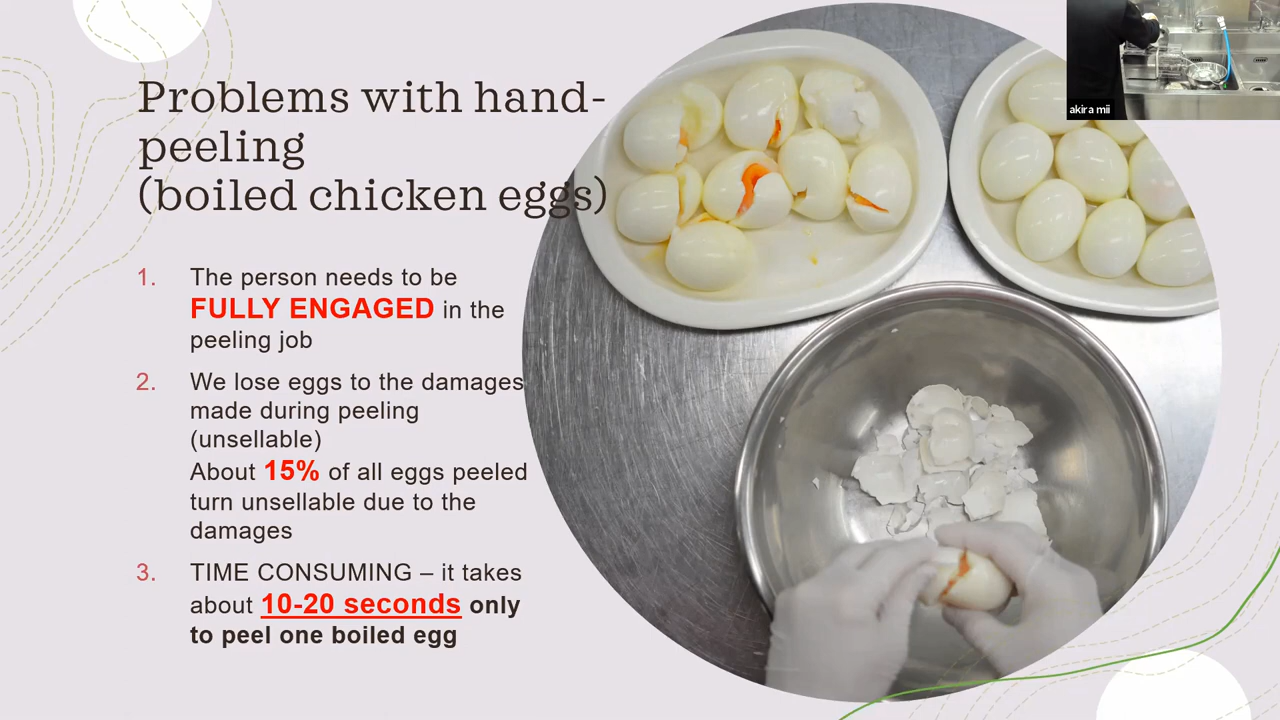 Problems with hand-
peeling
(boiled chicken eggs)
1. The person needs to be
FULLY ENGAGED in the
peeling job
2. We lose eggs to the damages
made during peeling
(unsellable)
About 15% of all eggs peeled
turn unsellable due to the
damages
3. TIME CONSUMING – it takes
about 10-20 seconds only
to peel one boiled egg
akira mii